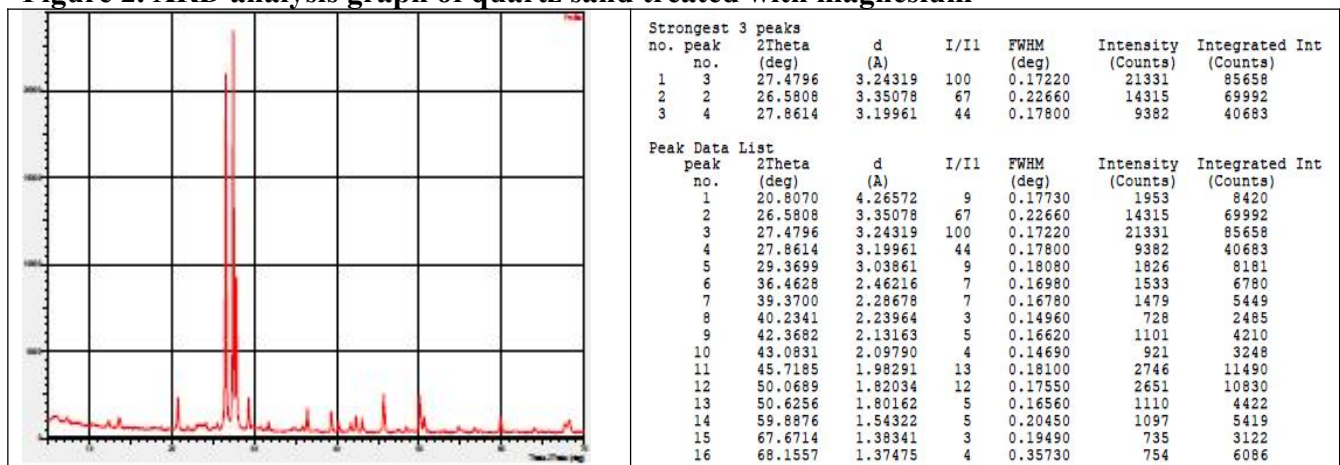 Figure 2. XRD analysis graph of quartz sand treated with magnesium
Strongest 3 peaks
no. peak 2Theta d I/I1 FWHM Intensity Integrated Int
no. (deg) (A) (deg) (Counts) (Counts)
1 3 27.4796 3.24319 100 0.17220 21331 85658
2 2 26.5808 3.35078 67 0.22660 14315 69992
3 4 27.8614 3.19961 44 0.17800 9382 40683
Peak Data List
peak 2Theta d I/I1 FWHM Intensity Integrated Int
no. (deg) (A) (deg) (Counts) (Counts)
1 20.8070 4.26572 9 0.17730 1953 8420
2 26.5808 3.35078 67 0.22660 14315 69992
3 27.4796 3.24319 100 0.17220 21331 85658
4 27.8614 3.19961 44 0.17800 9382 40683
5 29.3699 3.03861 9 0.18080 1826 8181
6 36.4628 2.46216 7 0.16980 1533 6780
7 39.3700 2.28678 7 0.16780 1479 5449
8 40.2341 2.23964 3 0.14960 728 2485
9 42.3682 2.13163 5 0.16620 1101 4210
10 43.0831 2.09790 4 0.14690 921 3248
11 45.7185 1.98291 13 0.18100 2746 11490
12 50.0689 1.82034 12 0.17550 2651 10830
13 50.6256 1.80162 5 0.16560 1110 4422
14 59.8876 1.54322 5 0.20450 1097 5419
15 67.6714 1.38341 3 0.19490 735 3122
16 68.1557 1.37475 4 0.35730 754 6086